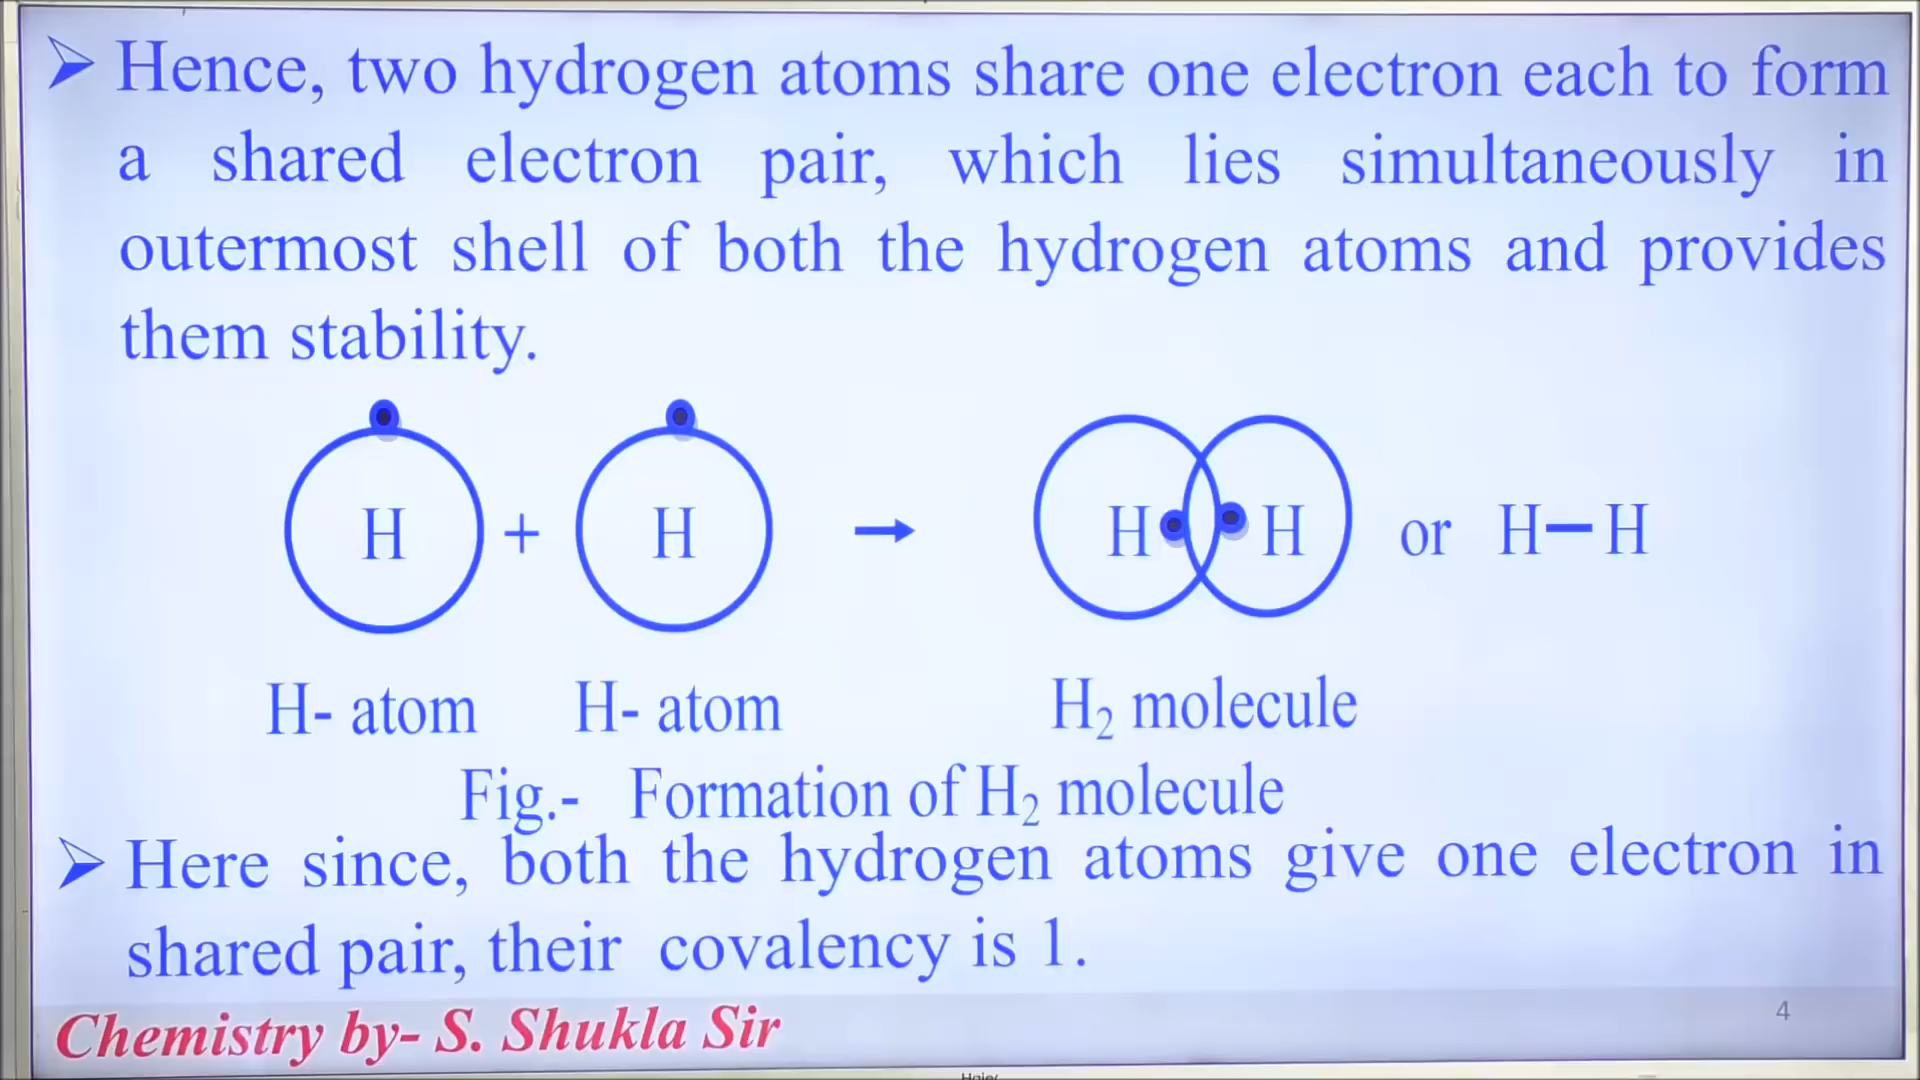 ➢ Hence, two hydrogen atoms share one electron each to form
a shared electron pair, which lies simultaneously in
outermost shell of both the hydrogen atoms and provides
them stability.
H + H → H H or H–H
H- atom H- atom H₂ molecule
Fig.- Formation of H₂ molecule
➢ Here since, both the hydrogen atoms give one electron in
shared pair, their covalency is 1.
Chemistry by- S. Shukla Sir
4
Haier